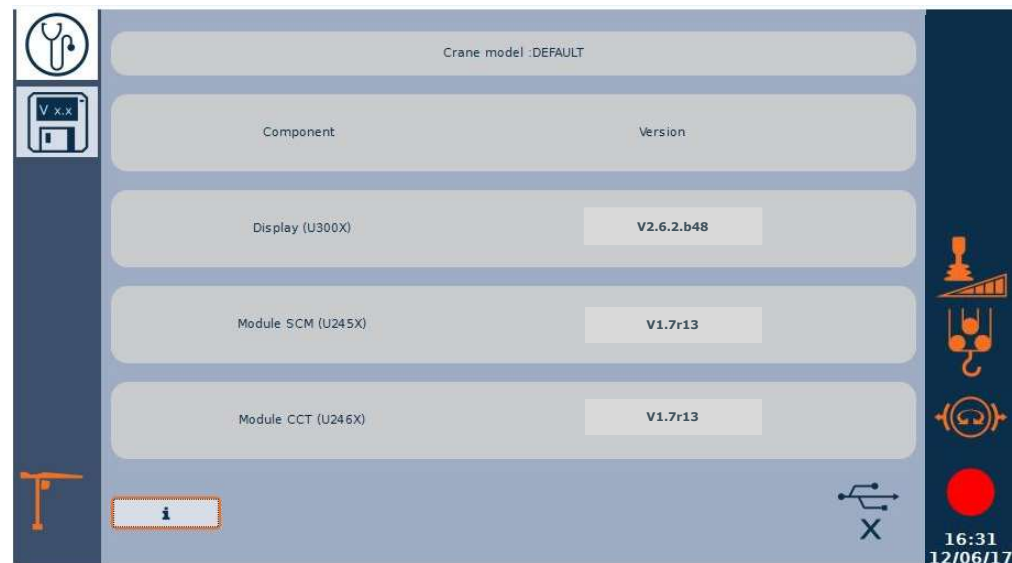 V x.x
Crane model :DEFAULT
Component Version
Display (U300X) V2.6.2.b48
Module SCM (U245X) V1.7r13
Module CCT (U246X) V1.7r13
i
X
16:31
12/06/17